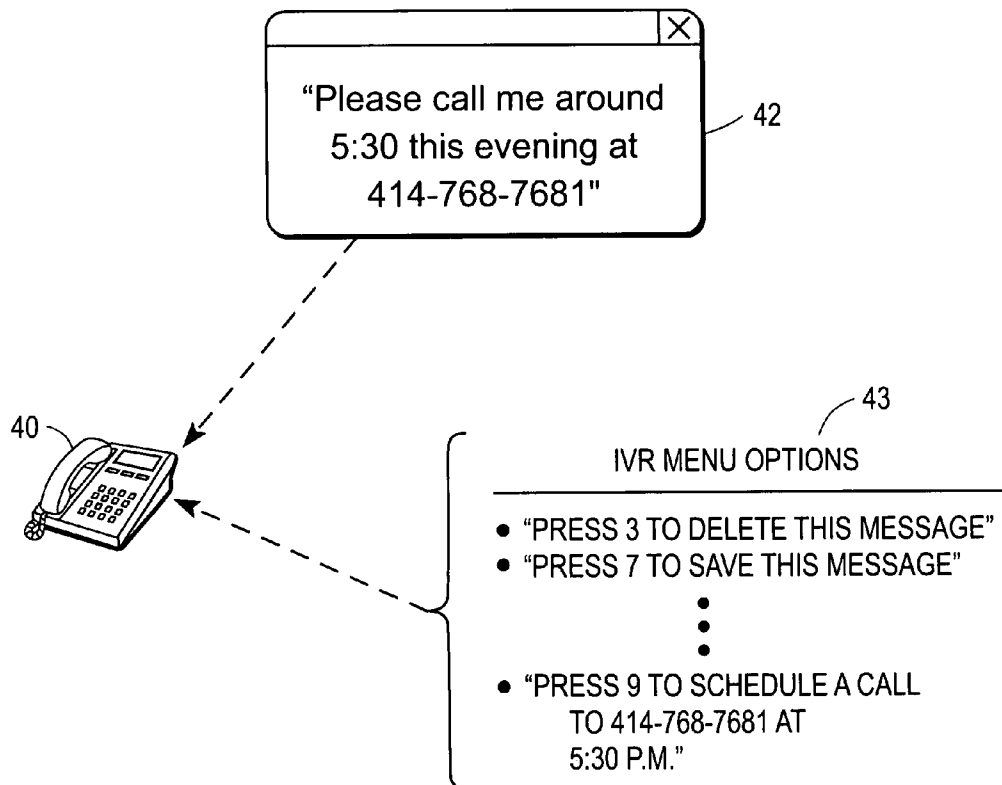 “Please call me around
5:30 this evening at
414-768-7681"
42
40
43
IVR MENU OPTIONS
• “PRESS 3 TO DELETE THIS MESSAGE”
• “PRESS 7 TO SAVE THIS MESSAGE”
• “PRESS 9 TO SCHEDULE A CALL
TO 414-768-7681 AT
5:30 P.M.”